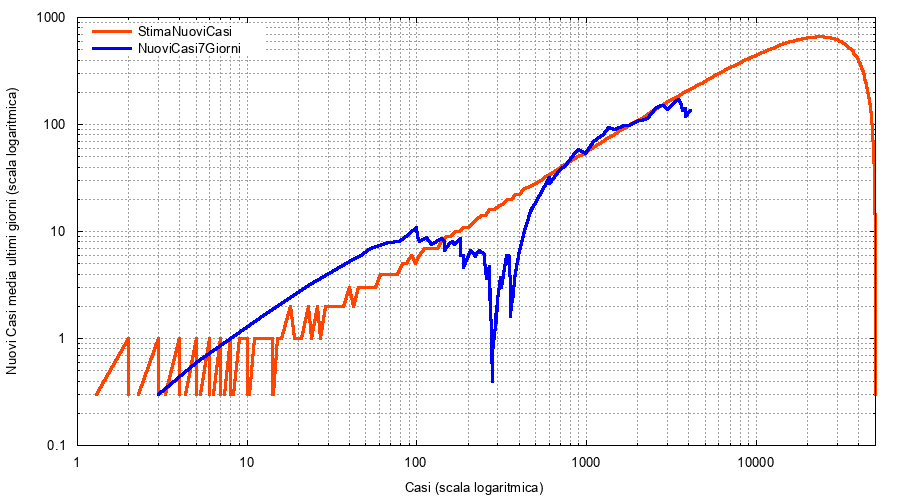 1000
StimaNuoviCasi
NuoviCasi7Giorni
100
10
1
0.1
Nuovi Casi media ultimi giorni (scala logaritmica)
1
10
100
1000
10000
Casi (scala logaritmica)